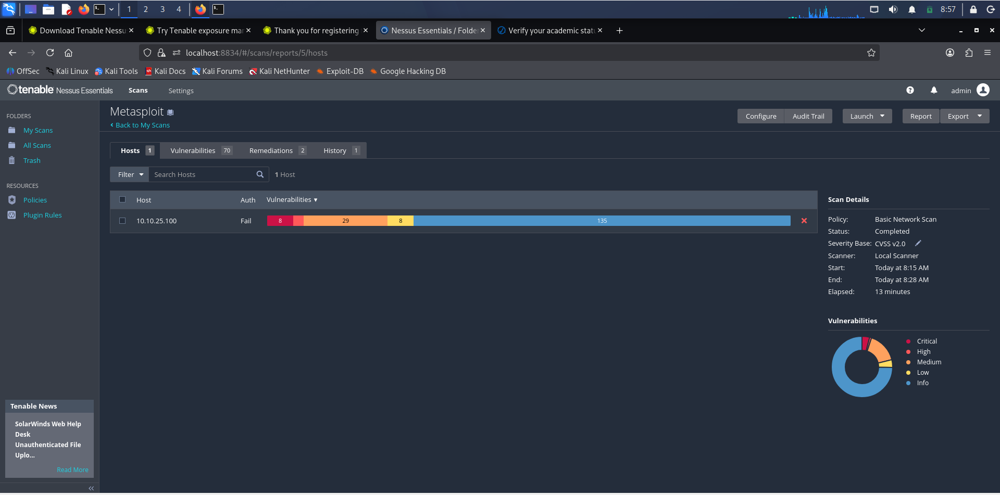 1 2 3 4 8:57
Download Tenable Nessu
Try Tenable exposure ma
Thank you for registering
Nessus Essentials / Folde
Verify your academic stat
localhost:8834/#/scans/reports/5/hosts
OffSec Kali Linux Kali Tools Kali Docs Kali Forums Kali NetHunter Exploit-DB Google Hacking DB
tenable Nessus Essentials Scans Settings admin
FOLDERS
My Scans
All Scans
Trash
RESOURCES
Policies
Plugin Rules
Tenable News
SolarWinds Web Help
Desk
Unauthenticated File
Uplo...
Read More
Metasploit
Back to My Scans
Configure Audit Trail Launch Report Export
Hosts 1 Vulnerabilities 70 Remediations 2 History 1
Filter Search Hosts 1 Host
Host Auth Vulnerabilities
10.10.25.100 Fail 8 29 8 135
Scan Details
Policy: Basic Network Scan
Status: Completed
Severity Base: CVSS v2.0
Scanner: Local Scanner
Start: Today at 8:15 AM
End: Today at 8:28 AM
Elapsed: 13 minutes
Vulnerabilities
Critical
High
Medium
Low
Info